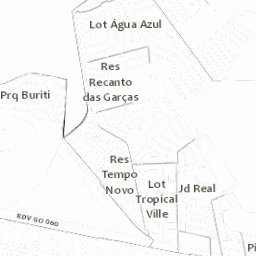 Lot Água Azul
Res
Recanto
das Garças
Prq Buriti
Res
Tempo
Novo
Lot
Tropical
Ville
Jd Real
RDV GO 060